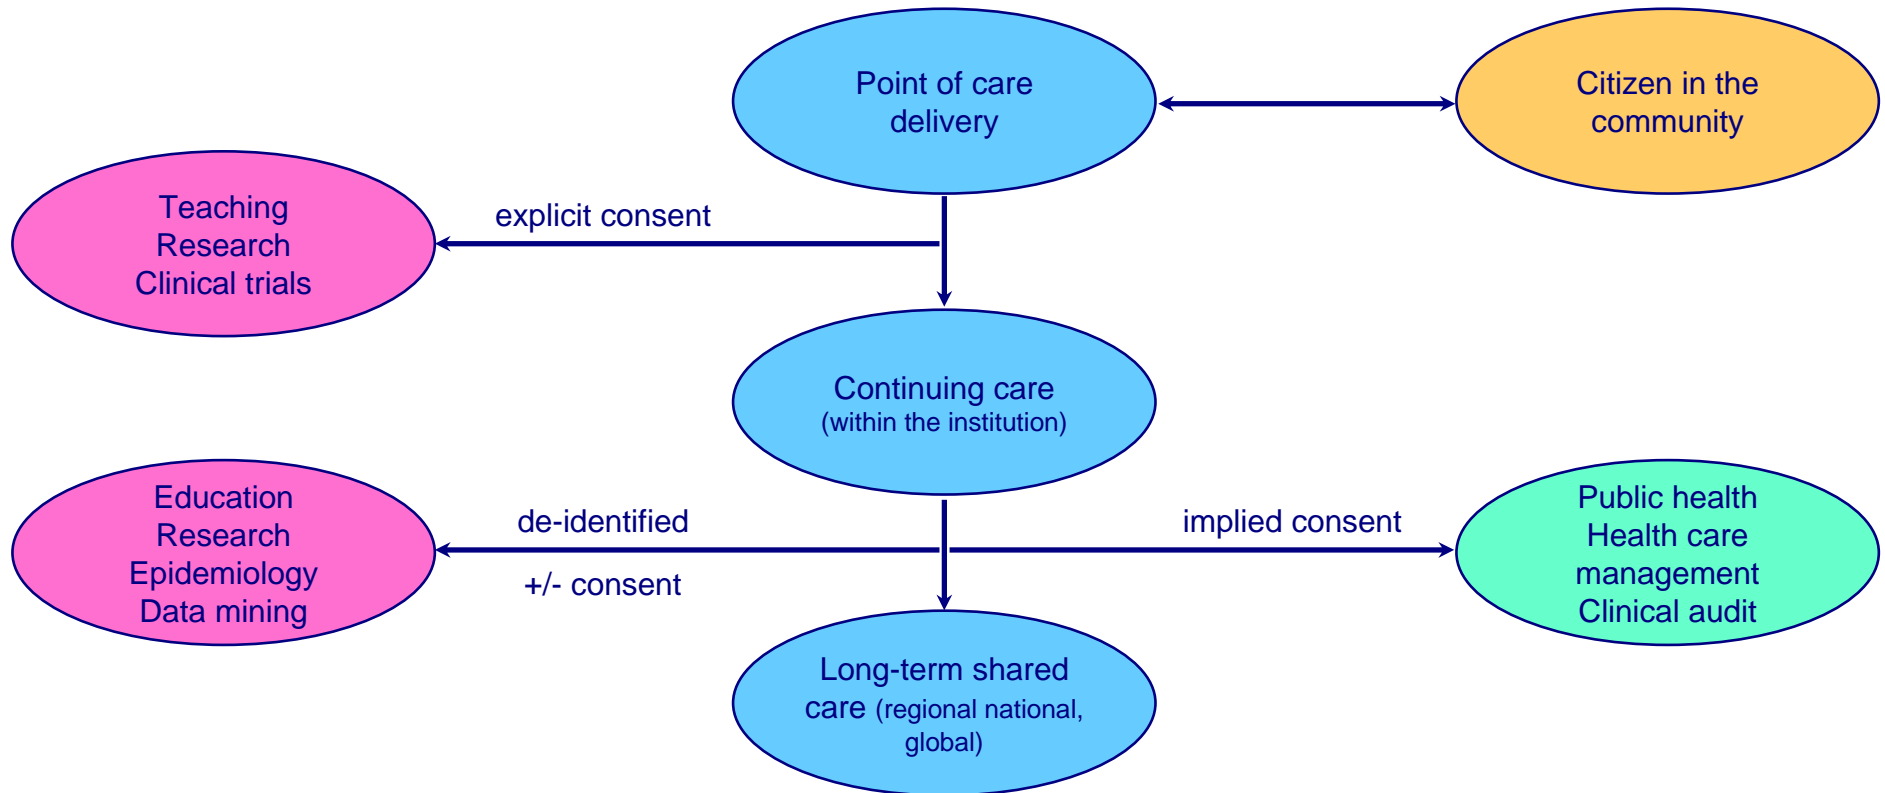 Point of care
delivery
Citizen in the
community
Teaching
Research
Clinical trials
explicit consent
Continuing care
(within the institution)
Education
Research
Epidemiology
Data mining
de-identified
+/- consent
implied consent
Public health
Health care
management
Clinical audit
Long-term shared
care (regional national,
global)